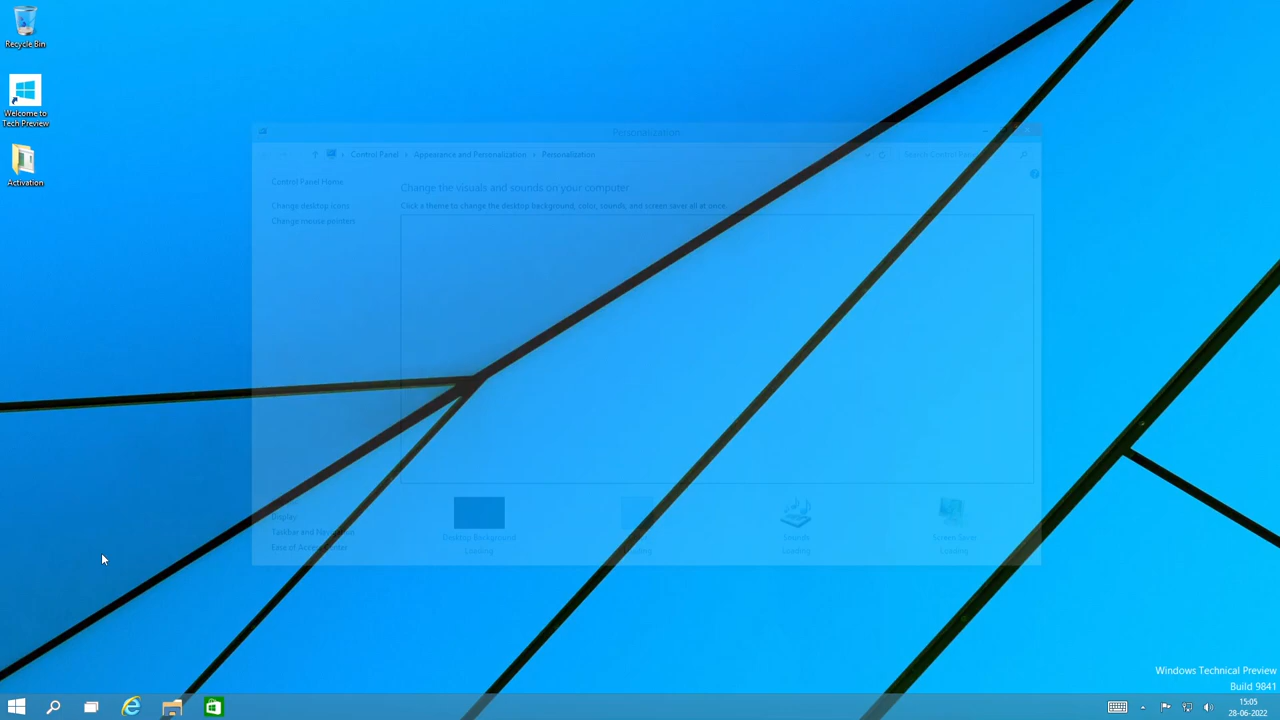 Recycle Bin
Welcome to
Tech Preview
Activation
Personalization
Control Panel
Appearance and Personalization
Personalization
Search Control
Control Panel Home
Change the visuals and sounds on your computer
Change desktop icons
Click a theme to change the desktop background, color, sounds, and screen saver all at once.
Change mouse pointers
Display
Taskbar and Navigation
Ease of Access Center
Desktop Background
Loading
Loading
Sounds
Loading
Screen Saver
Loading
Windows Technical Preview
Build 9841
15:05
28-06-2022